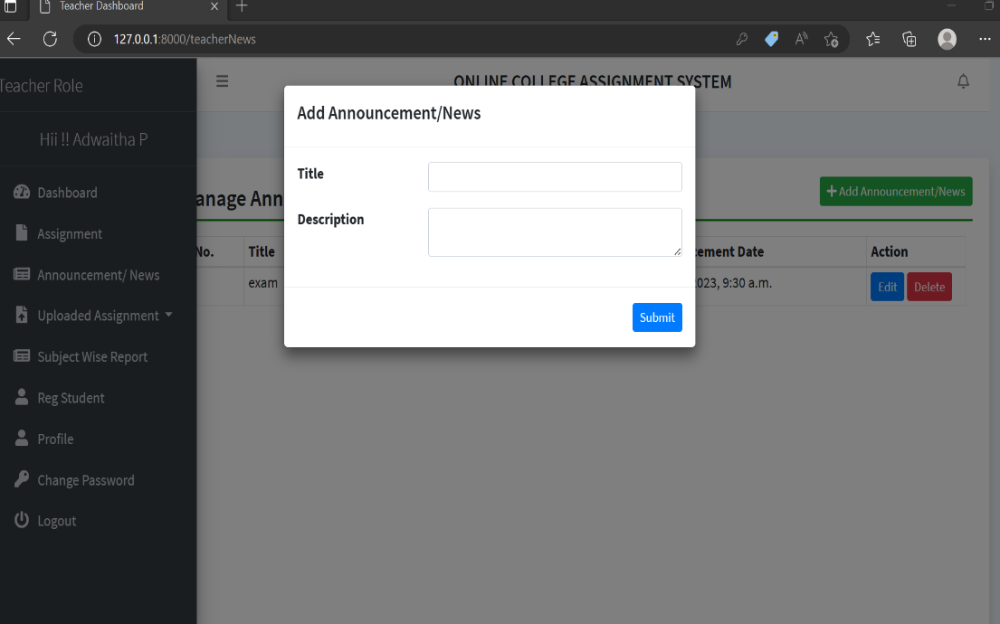 Teacher Dashboard
127.0.0.1:8000/teacherNews
Teacher Role
ONLINE COLLEGE ASSIGNMENT SYSTEM
Hii !! Adwaitha P
Dashboard
Assignment
Announcement/ News
Uploaded Assignment
Subject Wise Report
Reg Student
Profile
Change Password
Logout
Add Announcement/News
Title
Description
Submit
anage Ann
Add Announcement/News
No. Title cement Date Action
exam 2023, 9:30 a.m. Edit Delete